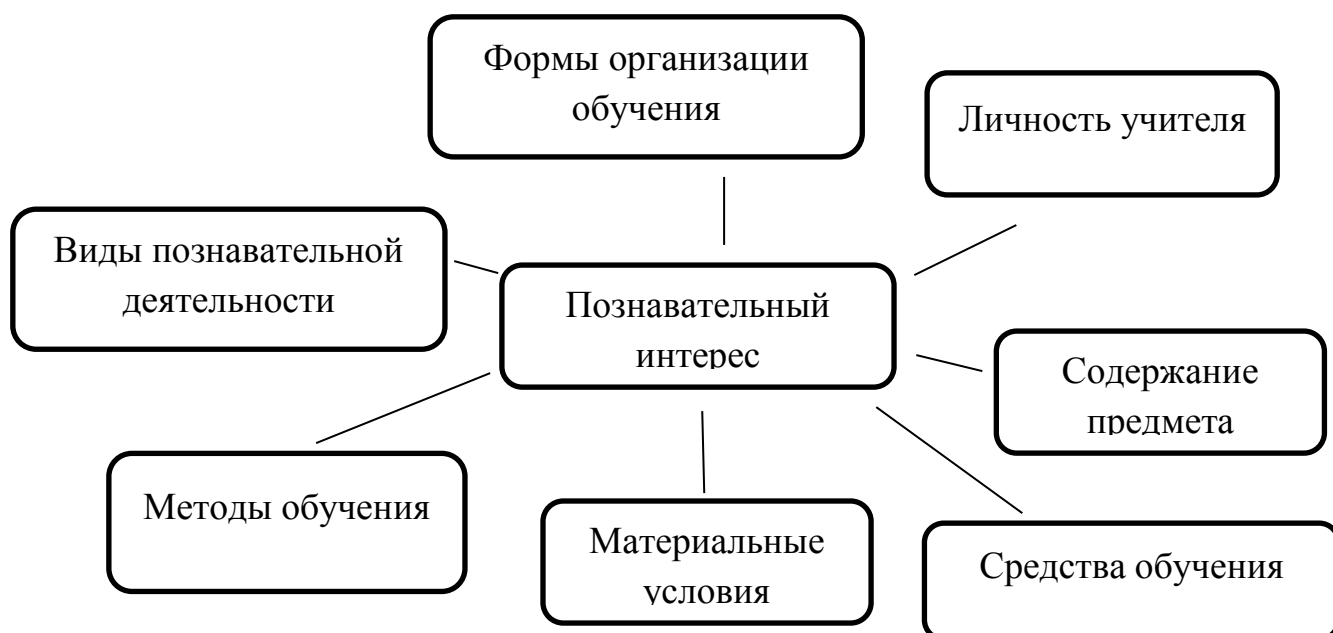 Формы организации
обучения
Личность учителя
Виды познавательной
деятельности
Познавательный
интерес
Содержание
предмета
Методы обучения
Материальные
условия
Средства обучения